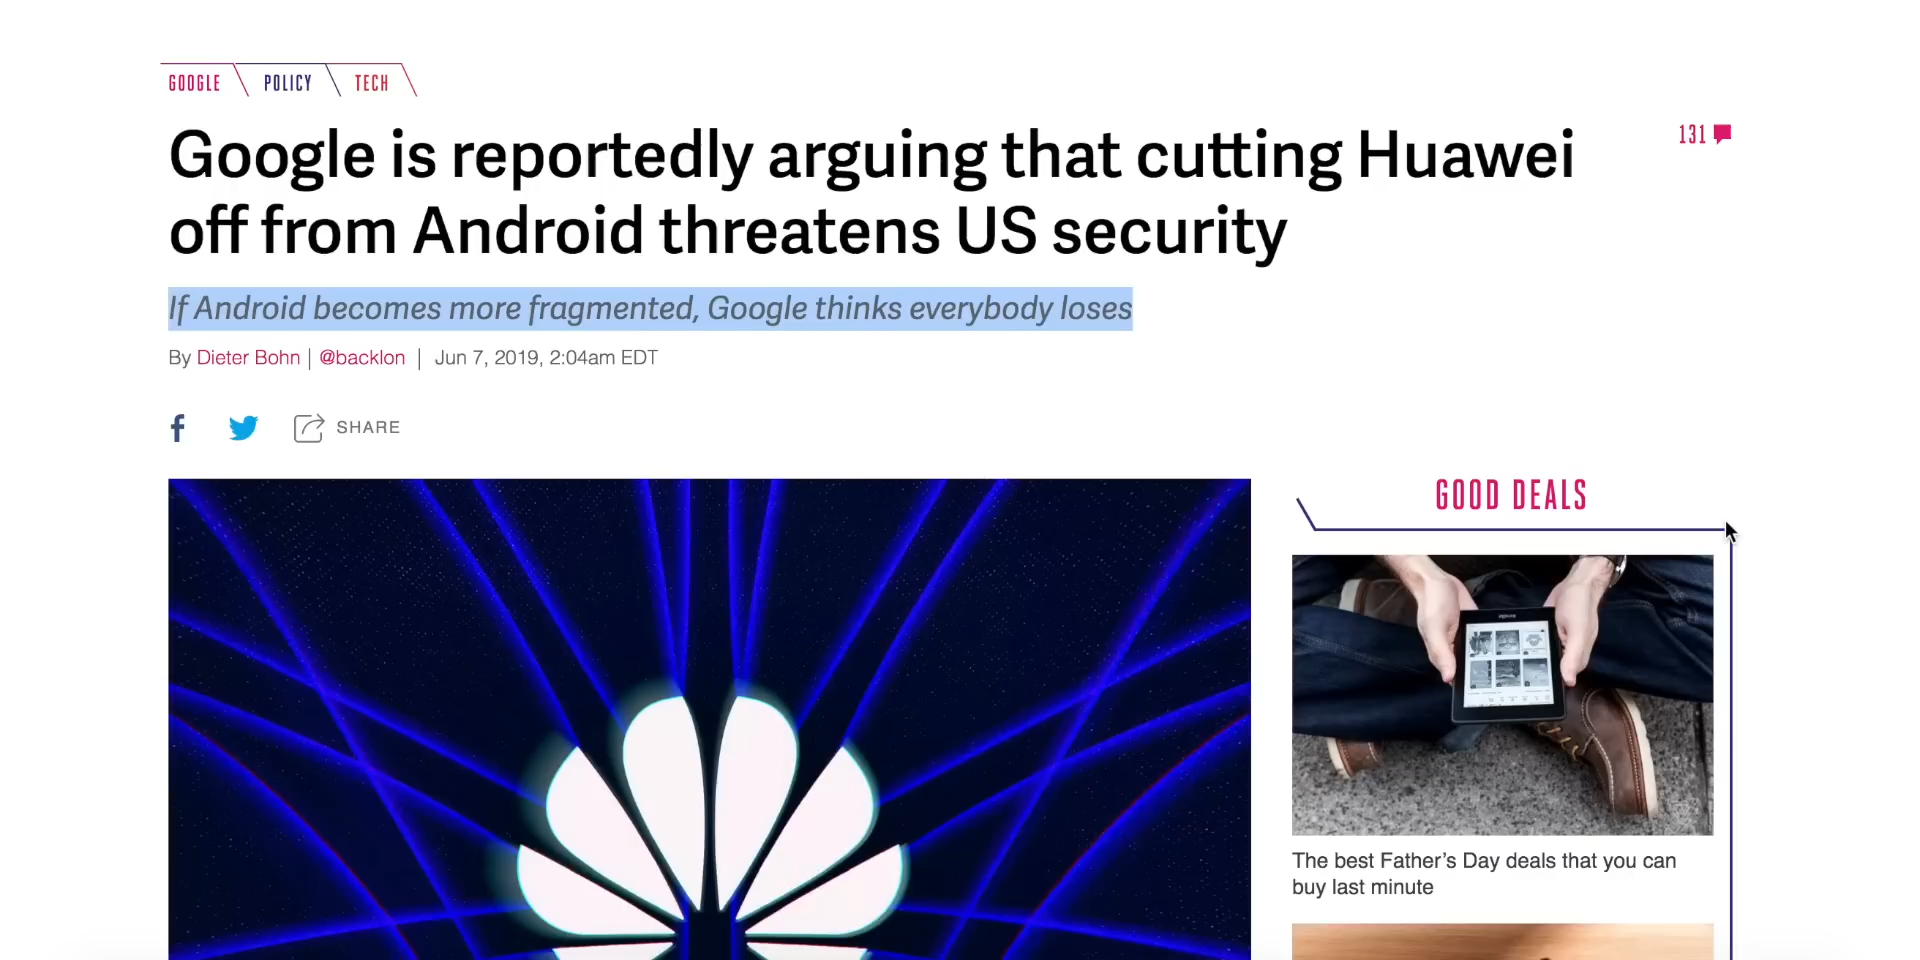 GOOGLE POLICY TECH
Google is reportedly arguing that cutting Huawei
off from Android threatens US security
131
If Android becomes more fragmented, Google thinks everybody loses
By Dieter Bohn | @backlon | Jun 7, 2019, 2:04am EDT
SHARE
GOOD DEALS
kindle
The best Father’s Day deals that you can
buy last minute